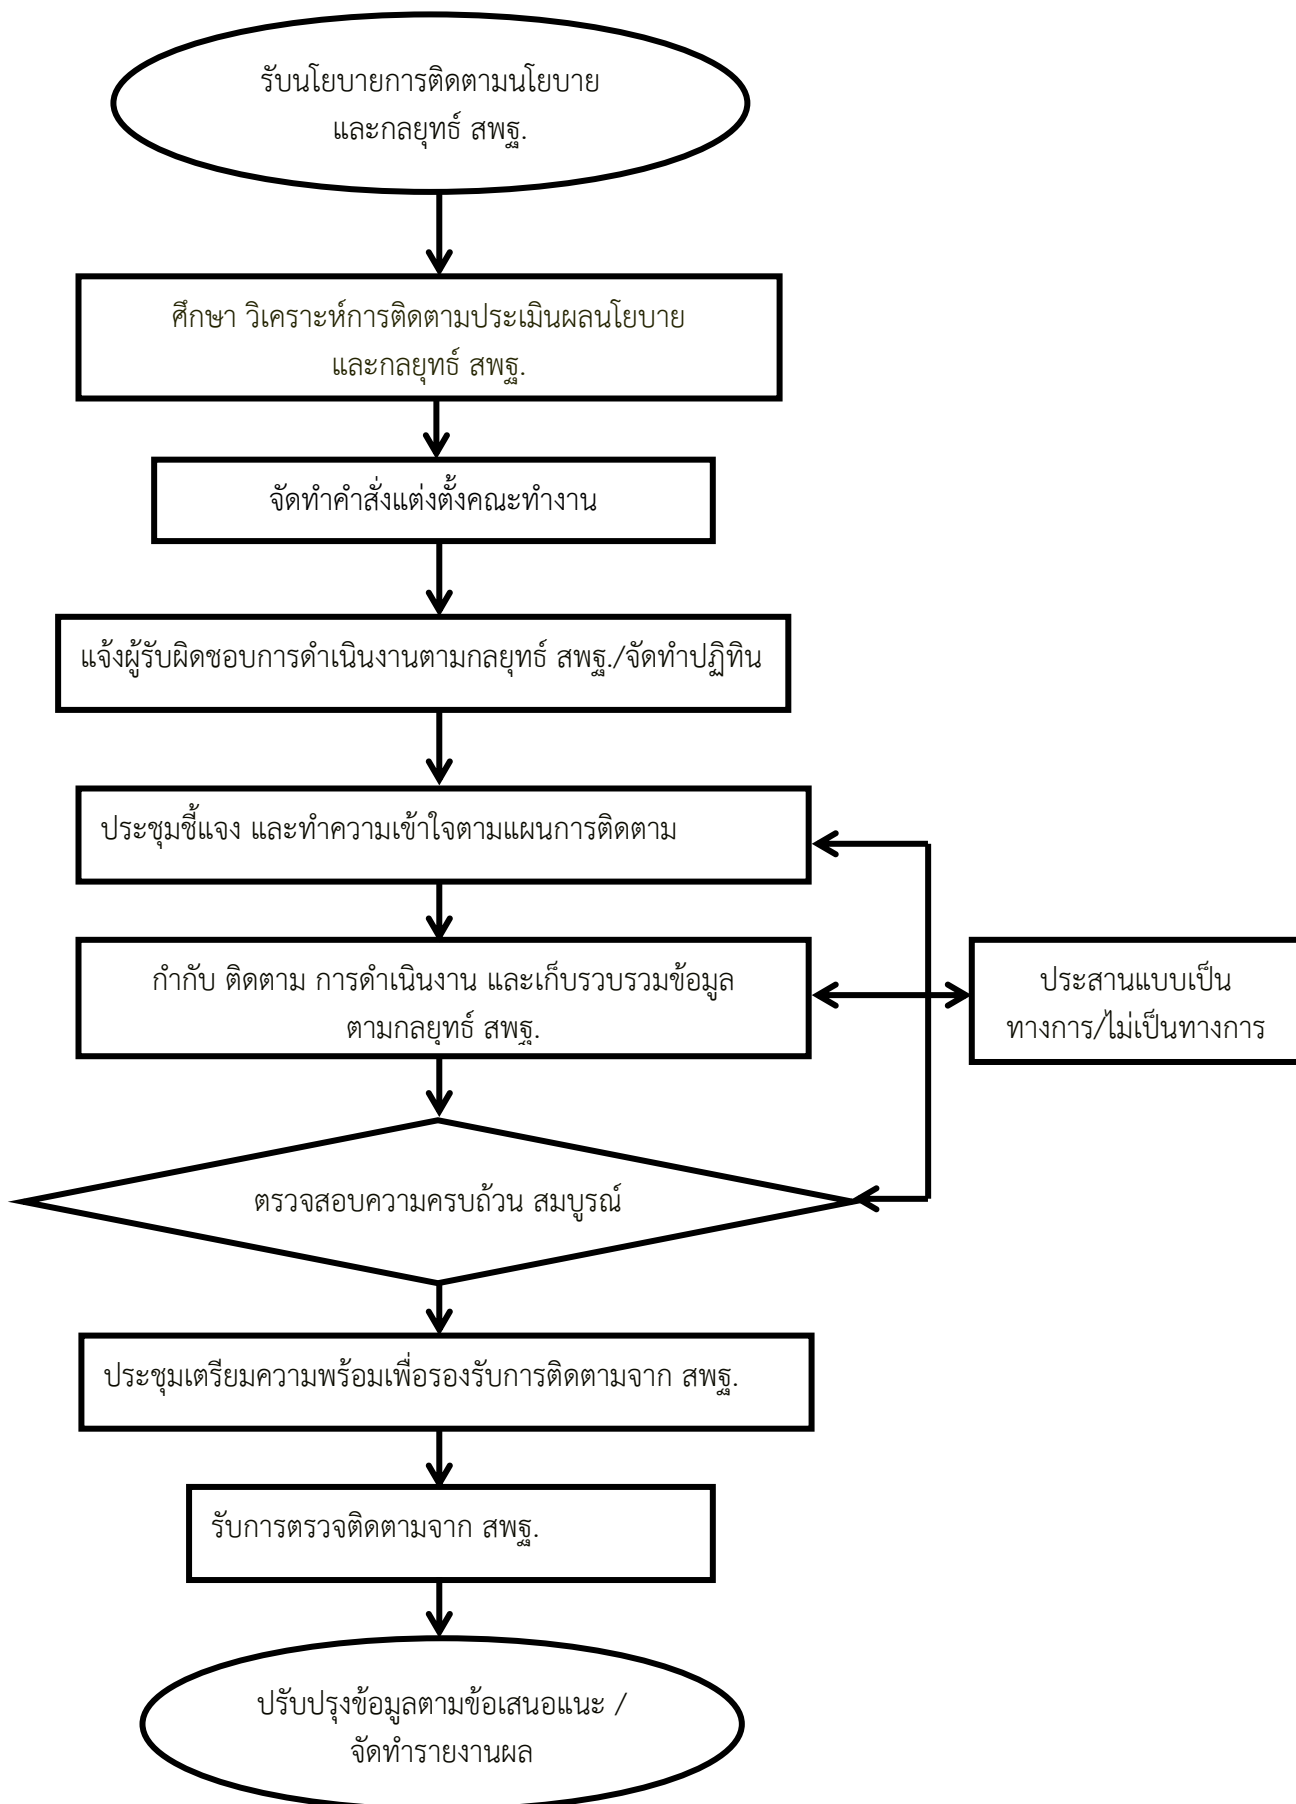 รับนโยบายการติดตามนโยบาย
และกลยุทธ์ สพฐ.
ศึกษา วิเคราะห์การติดตามประเมินผลนโยบาย
และกลยุทธ์ สพฐ.
จัดทำคำสั่งแต่งตั้งคณะทำงาน
แจ้งผู้รับผิดชอบการดำเนินงานตามกลยุทธ์ สพฐ./จัดทำปฏิทิน
ประชุมชี้แจง และทำความเข้าใจตามแผนการติดตาม
กำกับ ติดตาม การดำเนินงาน และเก็บรวบรวมข้อมูล
ตามกลยุทธ์ สพฐ.
ประสานแบบเป็น
ทางการ/ไม่เป็นทางการ
ตรวจสอบความครบถ้วน สมบูรณ์
ประชุมเตรียมความพร้อมเพื่อรองรับการติดตามจาก สพฐ.
รับการตรวจติดตามจาก สพฐ.
ปรับปรุงข้อมูลตามข้อเสนอแนะ /
จัดทำรายงานผล